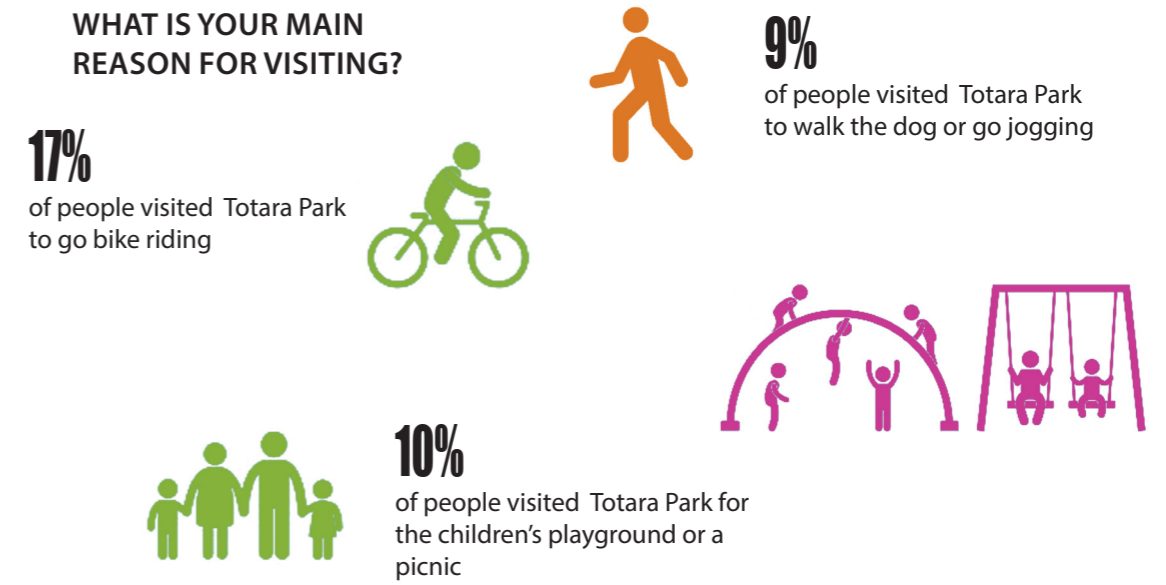 WHAT IS YOUR MAIN
REASON FOR VISITING?
17%
of people visited Totara Park
to go bike riding
9%
of people visited Totara Park
to walk the dog or go jogging
10%
of people visited Totara Park for
the children’s playground or a
picnic